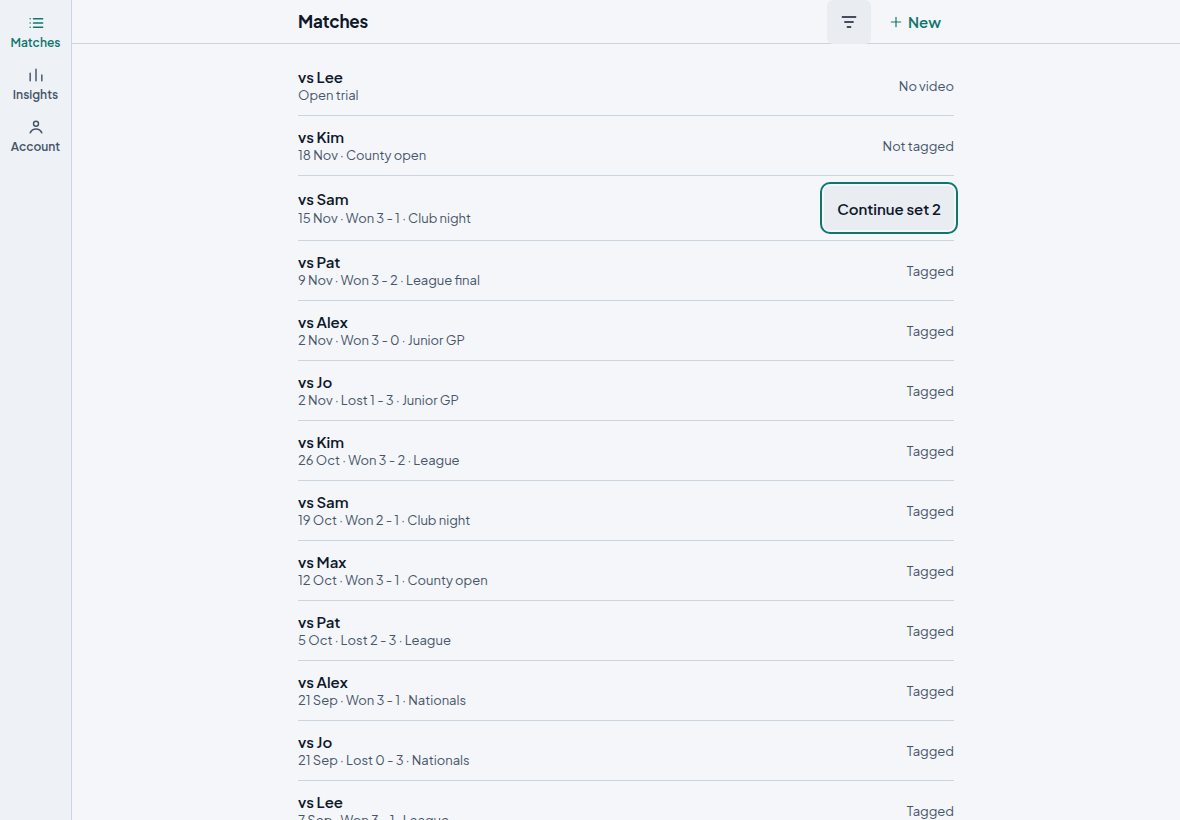 Matches
Insights
Account
Matches
New
vs Lee
Open trial
No video
vs Kim
18 Nov · County open
Not tagged
vs Sam
15 Nov · Won 3 - 1 · Club night
Continue set 2
vs Pat
9 Nov · Won 3 - 2 · League final
Tagged
vs Alex
2 Nov · Won 3 - 0 · Junior GP
Tagged
vs Jo
2 Nov · Lost 1 - 3 · Junior GP
Tagged
vs Kim
26 Oct · Won 3 - 2 · League
Tagged
vs Sam
19 Oct · Won 2 - 1 · Club night
Tagged
vs Max
12 Oct · Won 3 - 1 · County open
Tagged
vs Pat
5 Oct · Lost 2 - 3 · League
Tagged
vs Alex
21 Sep · Won 3 - 1 · Nationals
Tagged
vs Jo
21 Sep · Lost 0 - 3 · Nationals
Tagged
vs Lee
7 Sep · Won 3 - 1 · League
Tagged